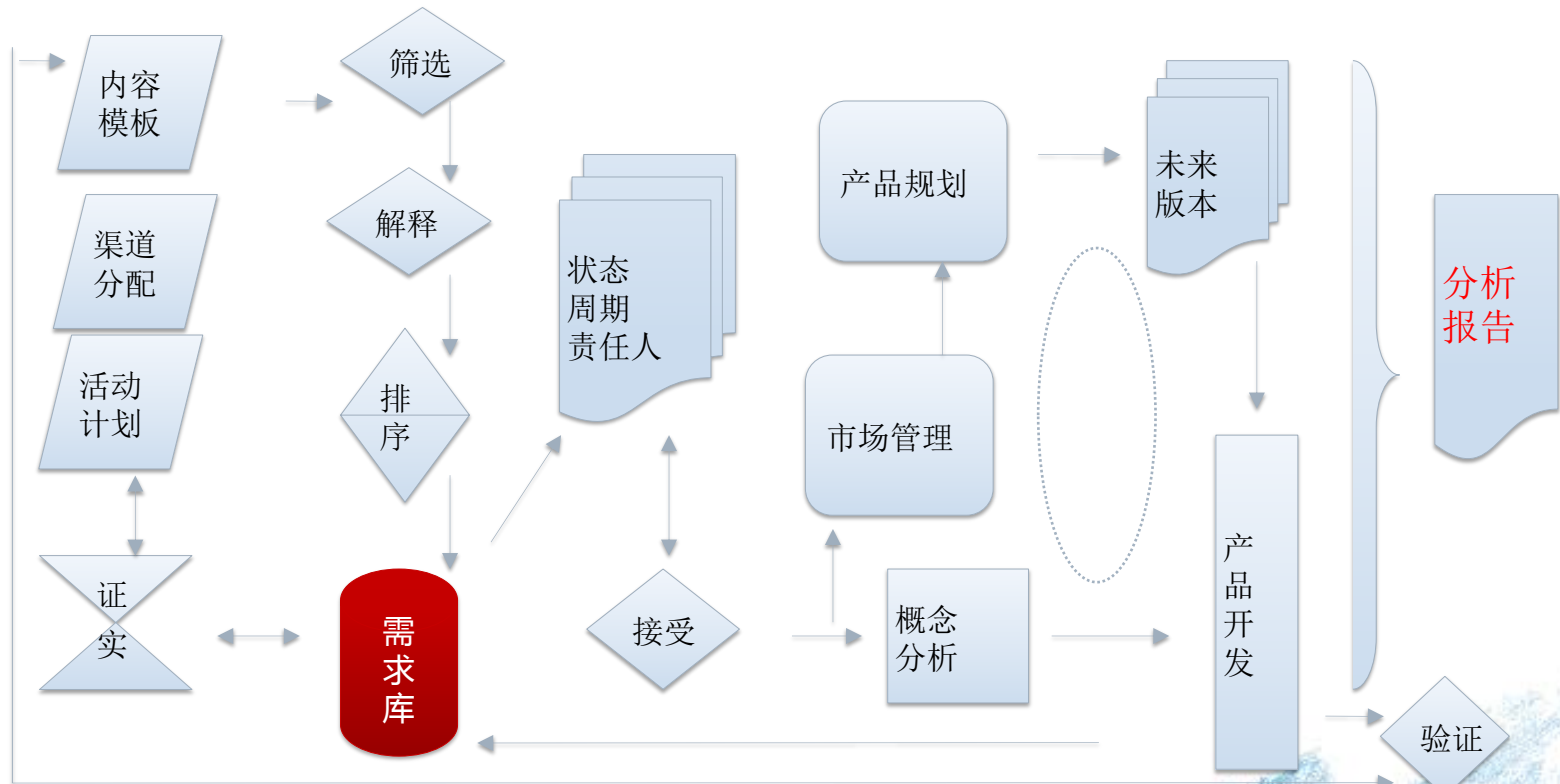 内容
模板
渠道
分配
活动
计划
证
实
筛选
解释
排
序
需
求
库
状态
周期
责任人
接受
产品规划
市场管理
概念
分析
未来
版本
产
品
开
发
分析
报告
验证